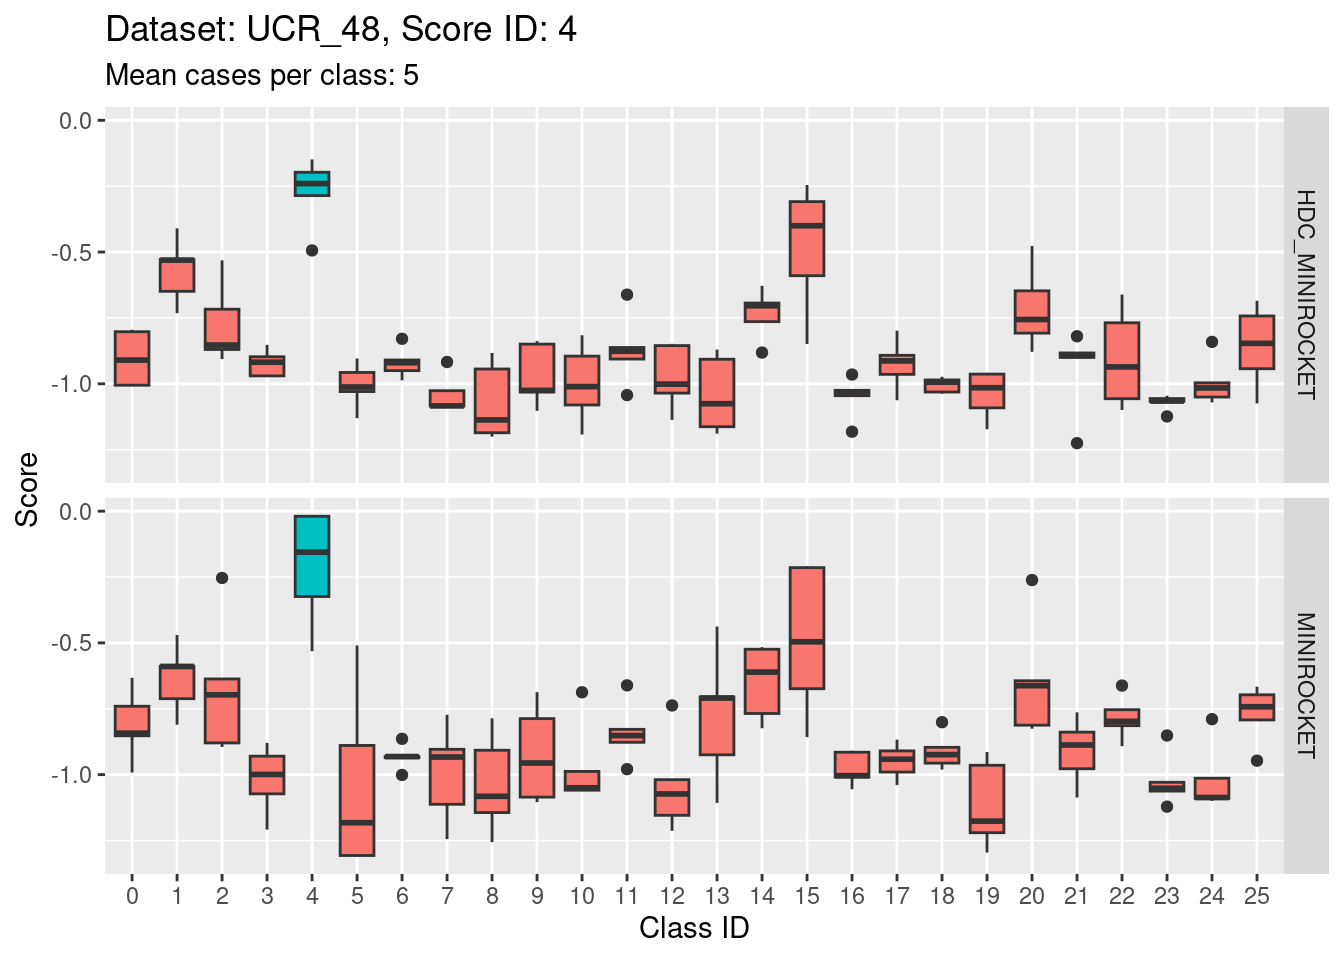 Dataset: UCR_48, Score ID: 4
Mean cases per class: 5
0.0
-0.5
-1.0
HDC_MINIROCKET
Score
0.0
-0.5
-1.0
MINIROCKET
0 1 2 3 4 5 6 7 8 9 10 11 12 13 14 15 16 17 18 19 20 21 22 23 24 25
Class ID